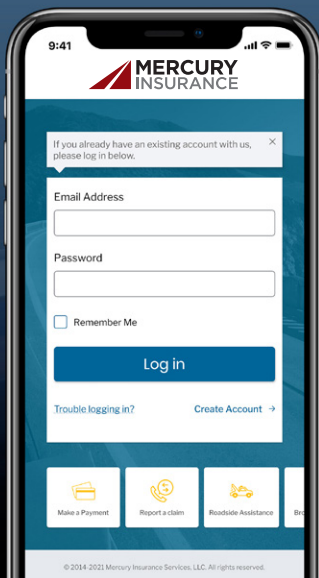 9:41
MERCURY
INSURANCE
If you already have an existing account with us,
please log in below.
Email Address
Password
Remember Me
Log in
Trouble logging in?
Create Account
Make a Payment
Report a claim
Roadside Assistance
© 2014-2021 Mercury Insurance Services, LLC. All rights reserved.